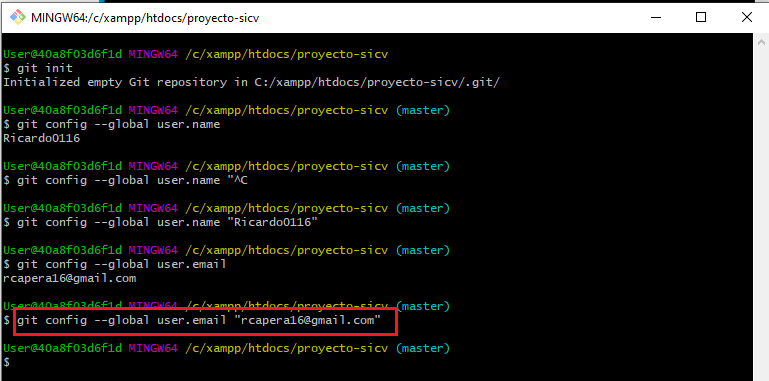 MINGW64:/c/xampp/htdocs/proyecto-sicv
User@40a8f03d6f1d MINGW64 /c/xampp/htdocs/proyecto-sicv
$ git init
Initialized empty Git repository in C:/xampp/htdocs/proyecto-sicv/.git/
User@40a8f03d6f1d MINGW64 /c/xampp/htdocs/proyecto-sicv (master)
$ git config --global user.name
Ricardo0116
User@40a8f03d6f1d MINGW64 /c/xampp/htdocs/proyecto-sicv (master)
$ git config --global user.name "^C
User@40a8f03d6f1d MINGW64 /c/xampp/htdocs/proyecto-sicv (master)
$ git config --global user.name "Ricardo0116"
User@40a8f03d6f1d MINGW64 /c/xampp/htdocs/proyecto-sicv (master)
$ git config --global user.email
rcapera16@gmail.com
User@40a8f03d6f1d MINGW64 /c/xampp/htdocs/proyecto-sicv (master)
$ git config --global user.email "rcapera16@gmail.com"
User@40a8f03d6f1d MINGW64 /c/xampp/htdocs/proyecto-sicv (master)
$